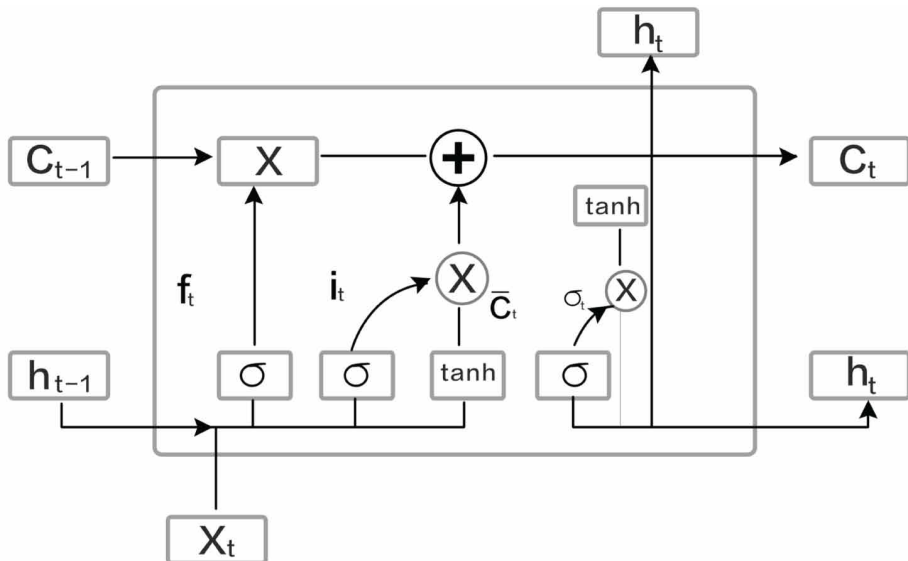 hₜ
Cₜ₋₁
X
+
Cₜ
tanh
fₜ
iₜ
X
C̅ₜ
σₜ
X
hₜ₋₁
σ
σ
tanh
σ
hₜ
Xₜ